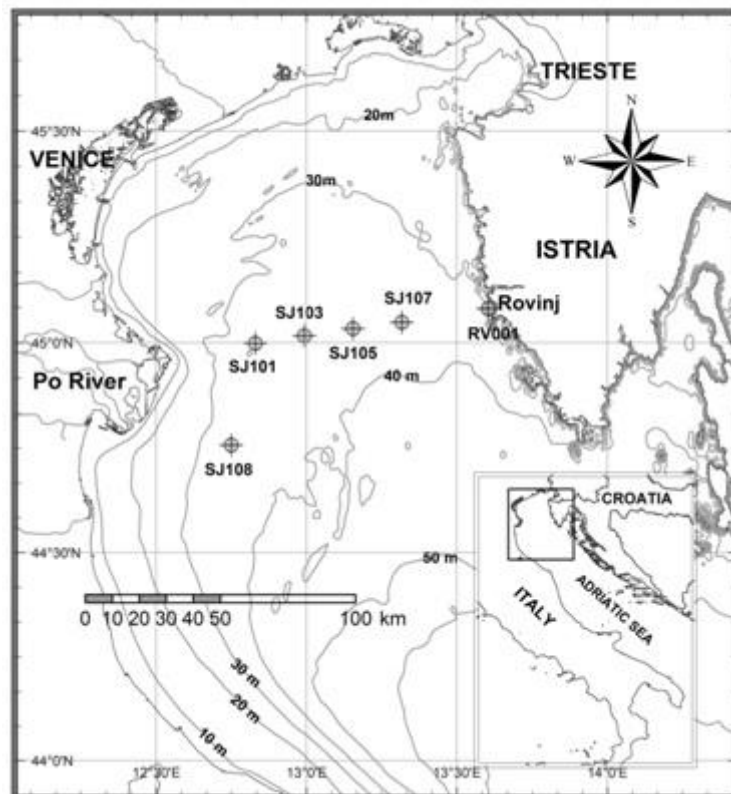 TRIESTE
20m
45°30'N
VENICE
N
W
E
S
30m
ISTRIA
SJ103
SJ107
Rovinj
SJ101
SJ105
RV001
45°0'N
Po River
40 m
SJ108
CROATIA
44°30'N
50 m
ITALY
ADRIATIC SEA
0 10 20 30 40 50 100 km
30 m
20 m
10 m
44°0'N
12°30'E
13°0'E
13°30'E
14°0'E